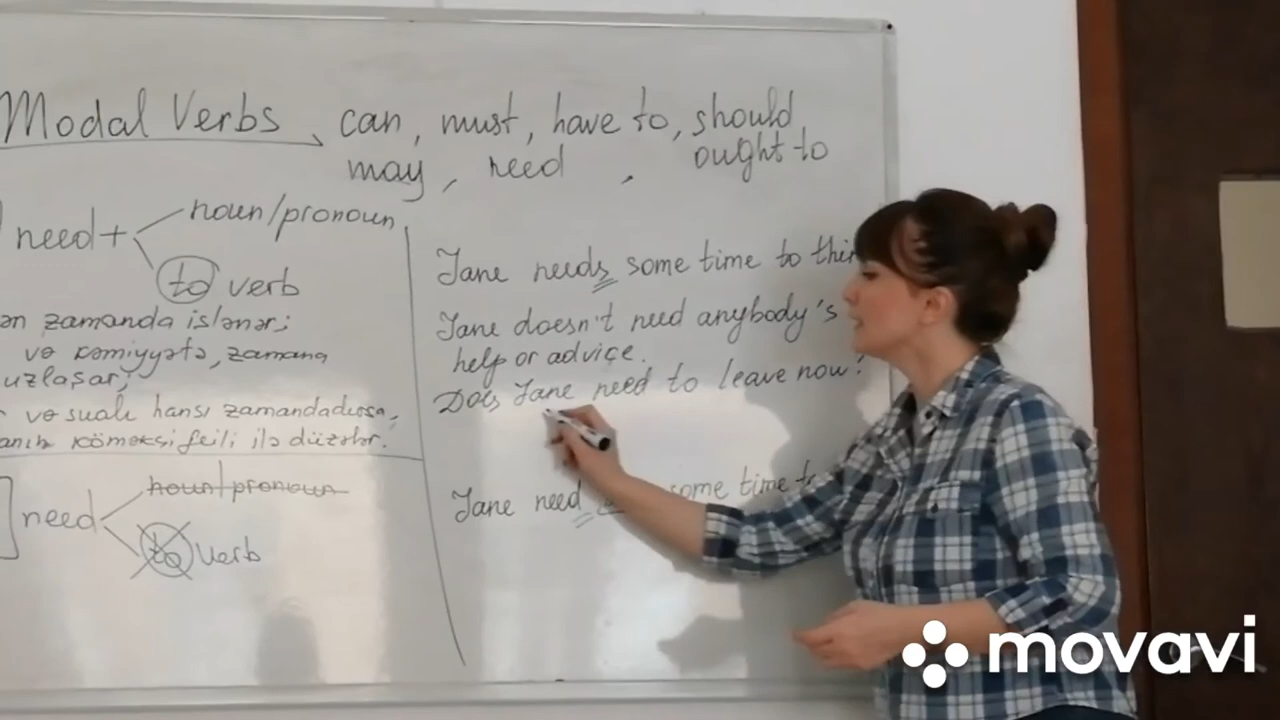 Modal Verbs, can, must, have to, should,
may, need, ought to
need + noun/pronoun
to verb
ən zamanda islənər;
və kəmiyyətə, zamana
uzlaşar;
və sualı hansı zamandadırsa,
köməkçi feili ilə düzələr.
need noun/pronoun
to verb
Jane needs some time to thin
Jane doesn't need anybody's
help or advice.
Does Jane need to leave now?
Jane need some time to
movavi